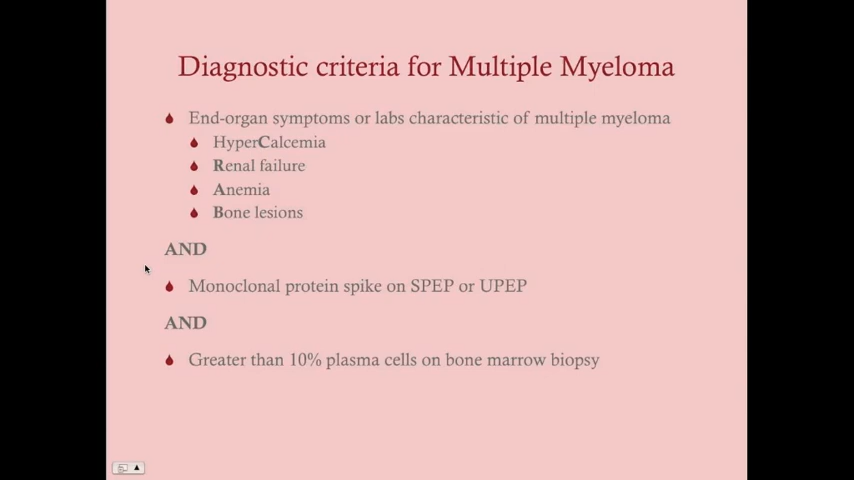 Diagnostic criteria for Multiple Myeloma
End-organ symptoms or labs characteristic of multiple myeloma
HyperCalcemia
Renal failure
Anemia
Bone lesions
AND
Monoclonal protein spike on SPEP or UPEP
AND
Greater than 10% plasma cells on bone marrow biopsy